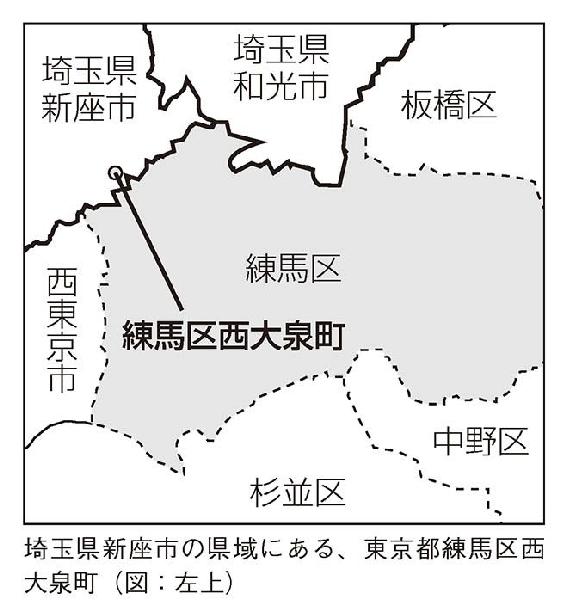 埼玉県
新座市
埼玉県
和光市
板橋区
練馬区
西東京市
練馬区西大泉町
中野区
杉並区
埼玉県新座市の県域にある、東京都練馬区西
大泉町（図：左上）